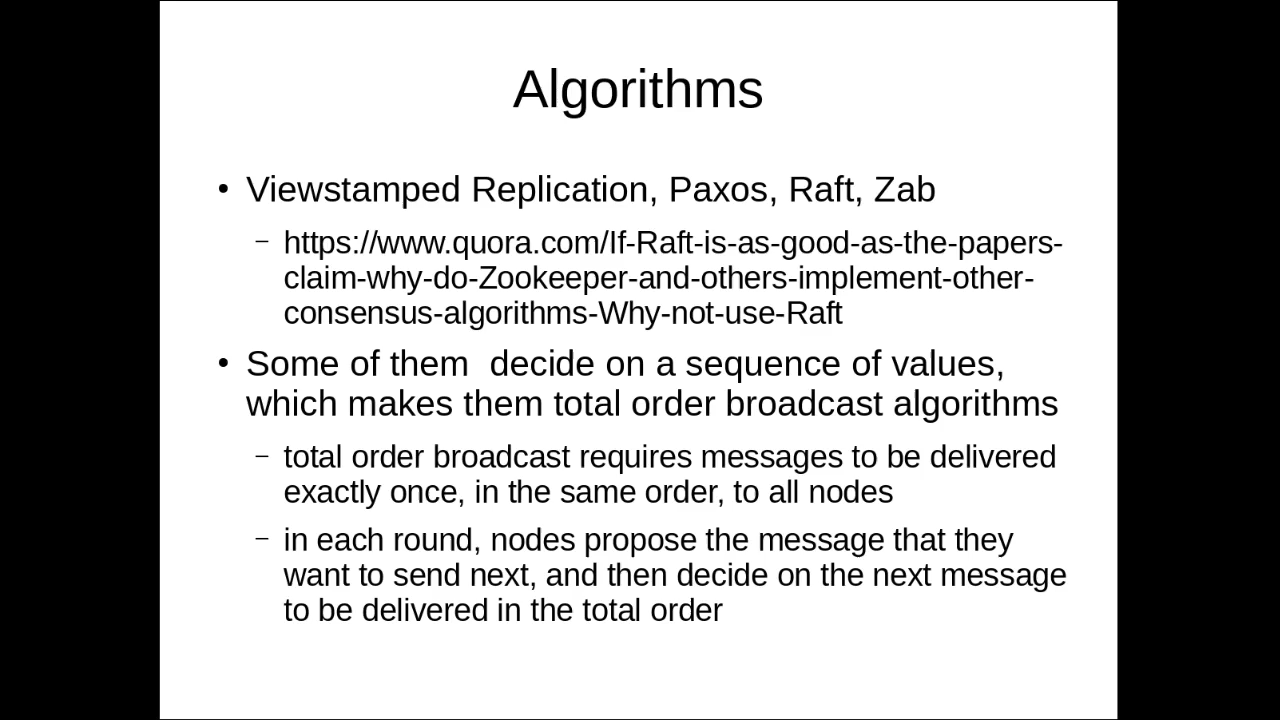 Algorithms
• Viewstamped Replication, Paxos, Raft, Zab
– https://www.quora.com/If-Raft-is-as-good-as-the-papers-
claim-why-do-Zookeeper-and-others-implement-other-
consensus-algorithms-Why-not-use-Raft
• Some of them  decide on a sequence of values,
which makes them total order broadcast algorithms
– total order broadcast requires messages to be delivered
exactly once, in the same order, to all nodes
– in each round, nodes propose the message that they
want to send next, and then decide on the next message
to be delivered in the total order